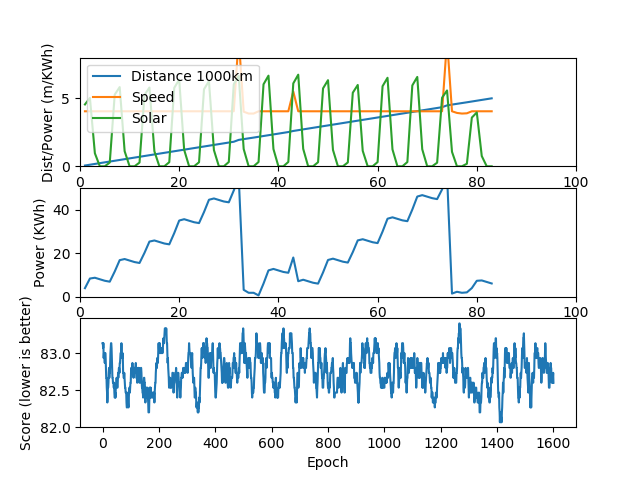 Dist/Power (m/KWh)
5
0
Distance 1000km
Speed
Solar
0 20 40 60 80 100
Power (KWh)
40
20
0
0 20 40 60 80 100
Score (lower is better)
83.0
82.5
82.0
0 200 400 600 800 1000 1200 1400 1600
Epoch